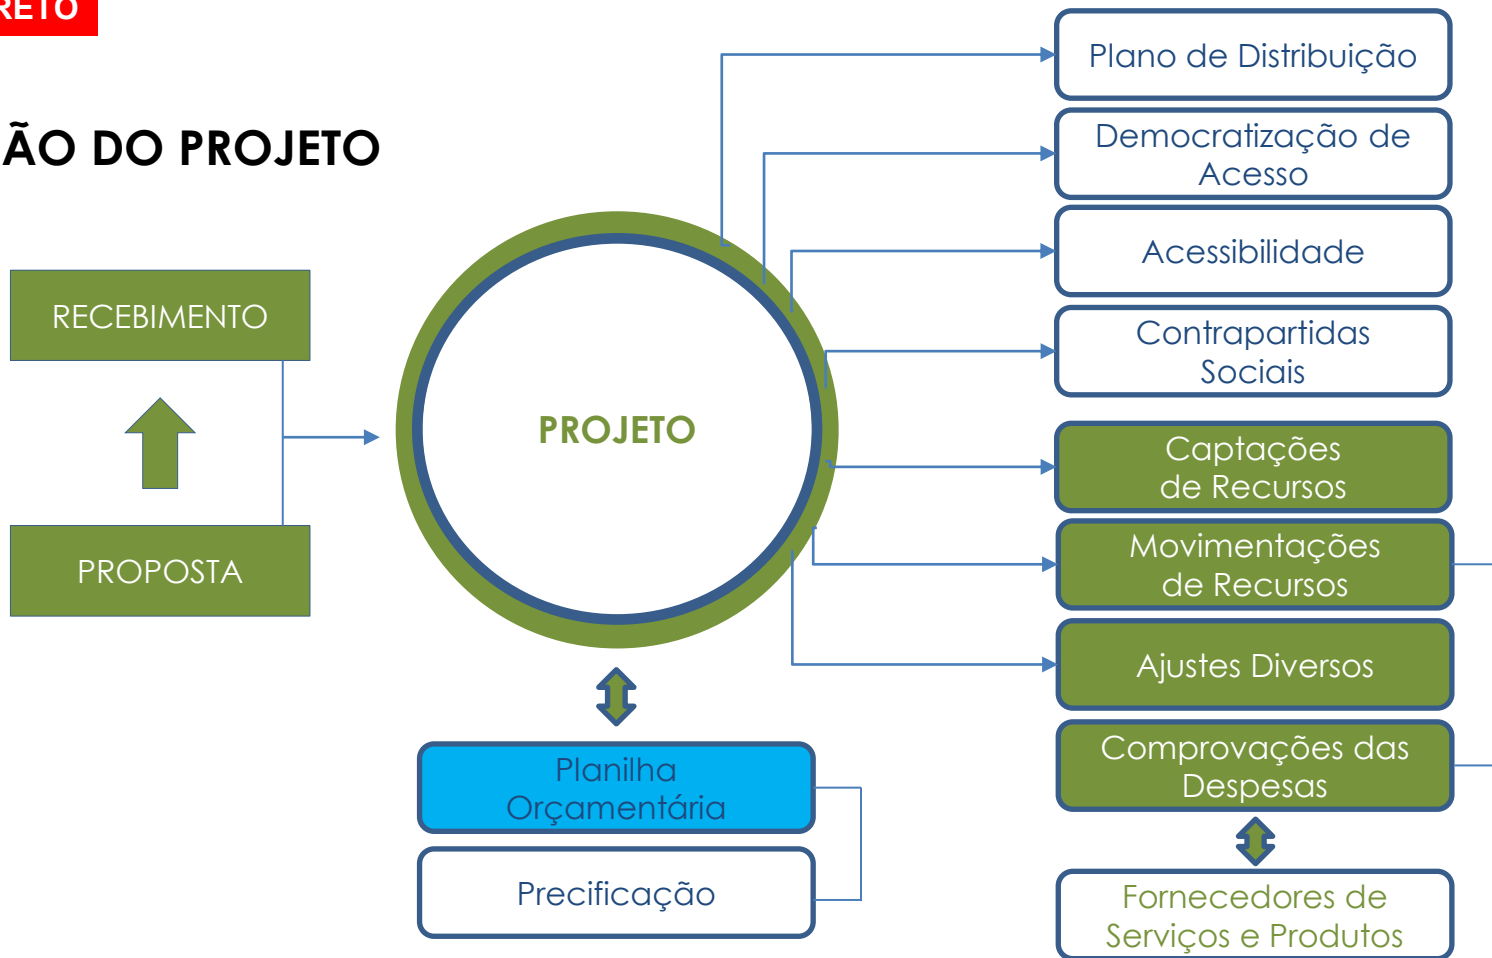 RETO
ÃO DO PROJETO
RECEBIMENTO
PROPOSTA
PROJETO
Planilha
Orçamentária
Precificação
Plano de Distribuição
Democratização de
Acesso
Acessibilidade
Contrapartidas
Sociais
Captações
de Recursos
Movimentações
de Recursos
Ajustes Diversos
Comprovações das
Despesas
Fornecedores de
Serviços e Produtos